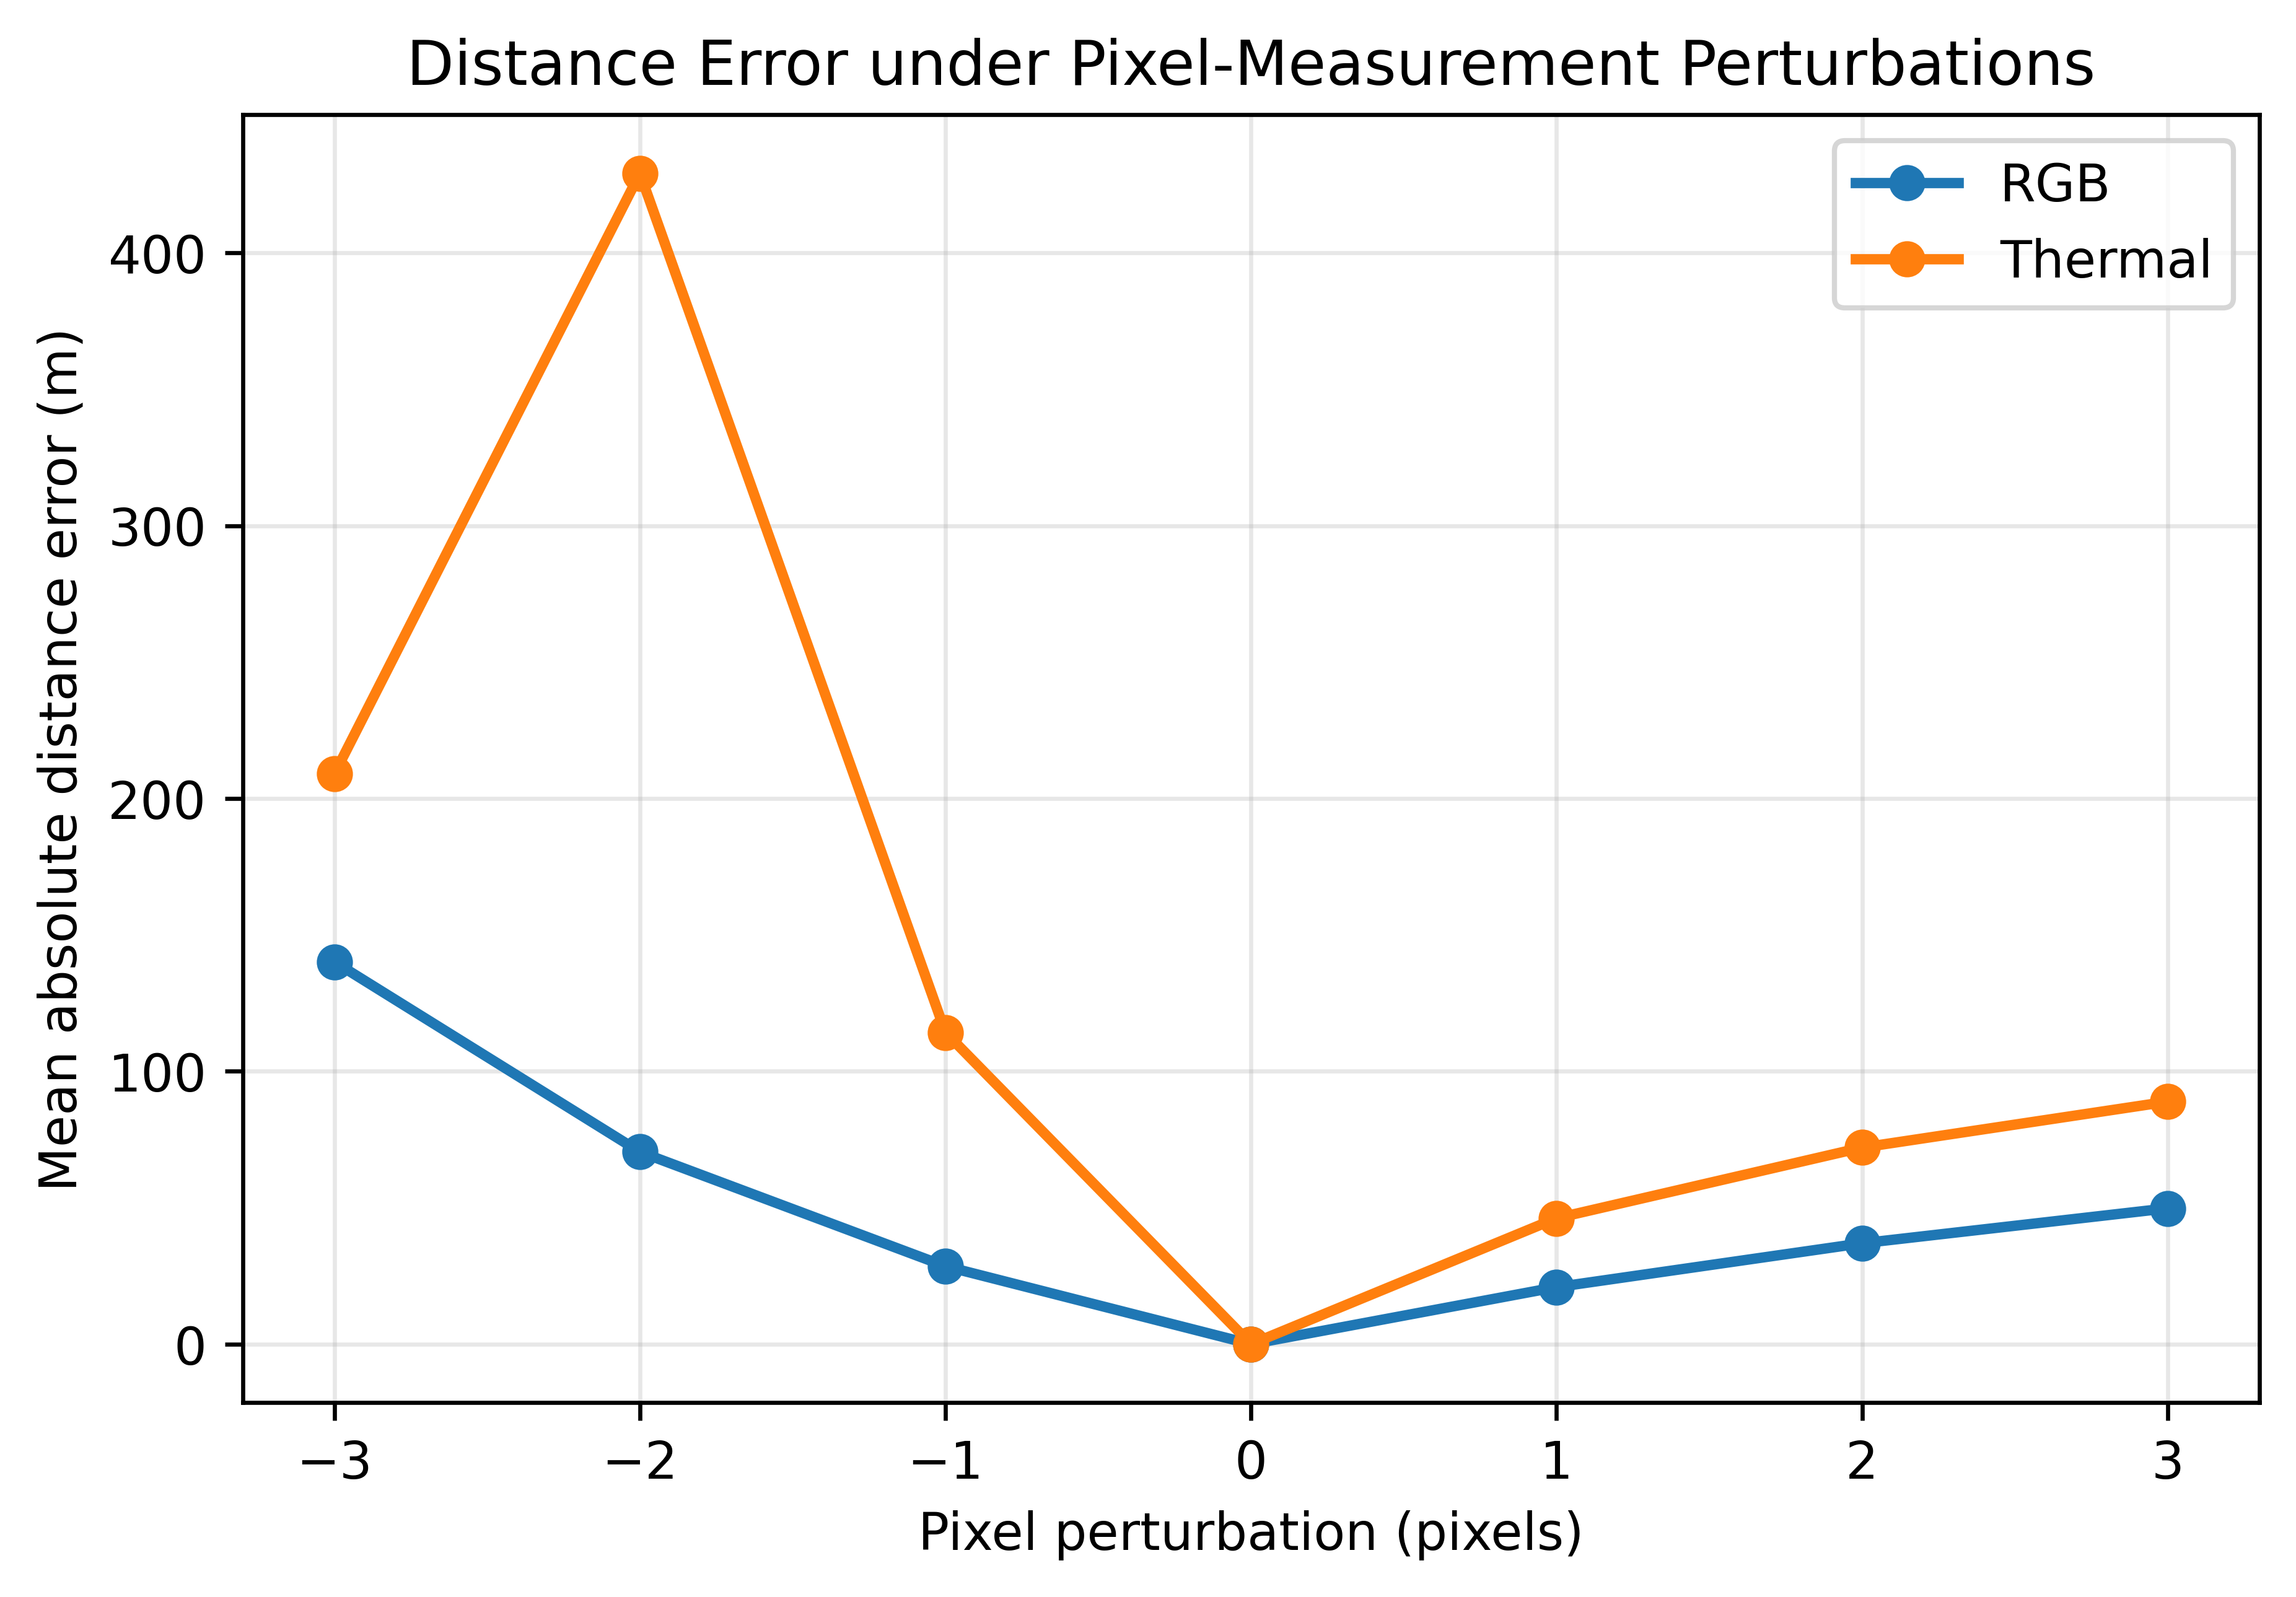 Distance Error under Pixel-Measurement Perturbations
RGB
Thermal
Mean absolute distance error (m)
400
300
200
100
0
−3 −2 −1 0 1 2 3
Pixel perturbation (pixels)